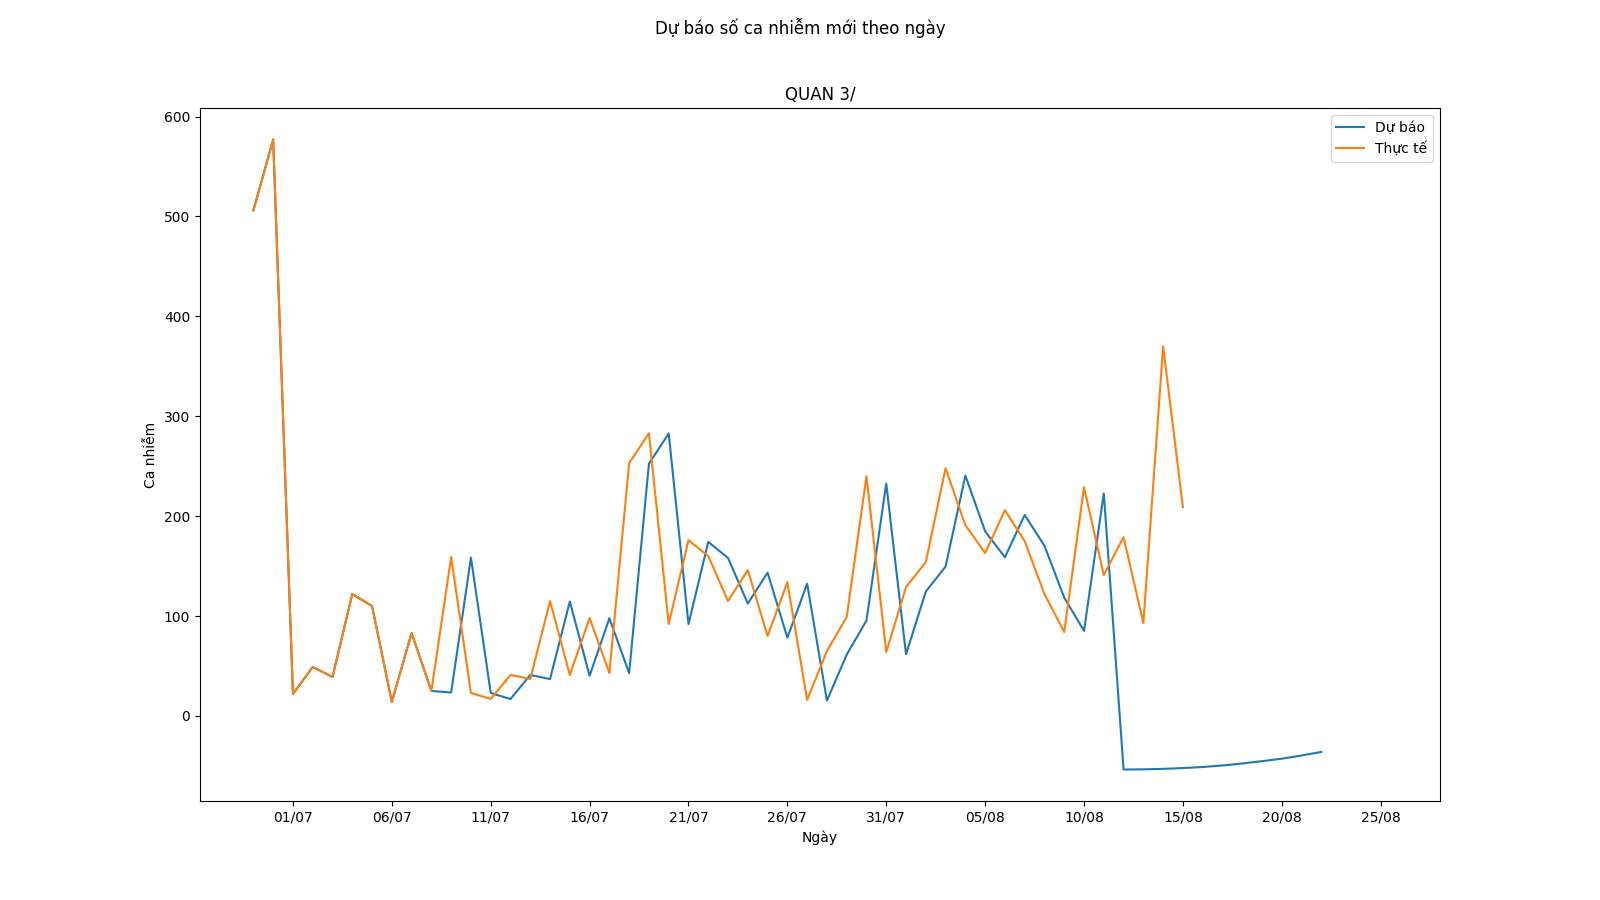 Dự báo số ca nhiễm mới theo ngày
QUAN 3/
600
500
400
300
200
100
0
Ca nhiễm
Dự báo
Thực tế
01/07 06/07 11/07 16/07 21/07 26/07 31/07 05/08 10/08 15/08 20/08 25/08
Ngày